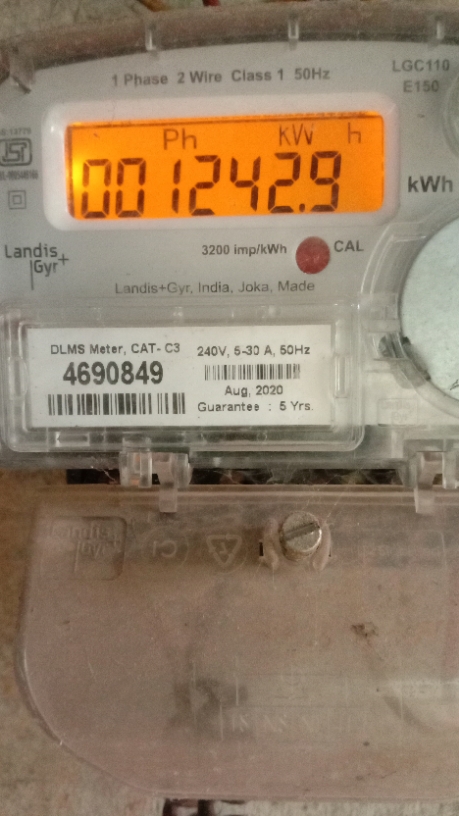 1 Phase 2 Wire Class 1 50Hz
LGC110
E150
Ph kW h
001242.9
kWh
Landis
Gyr+
3200 imp/kWh CAL
Landis+Gyr, India, Joka, Made
DLMS Meter, CAT- C3 240V, 5-30 A, 50Hz
4690849
Aug, 2020
Guarantee : 5 Yrs.
Landis
Gyr